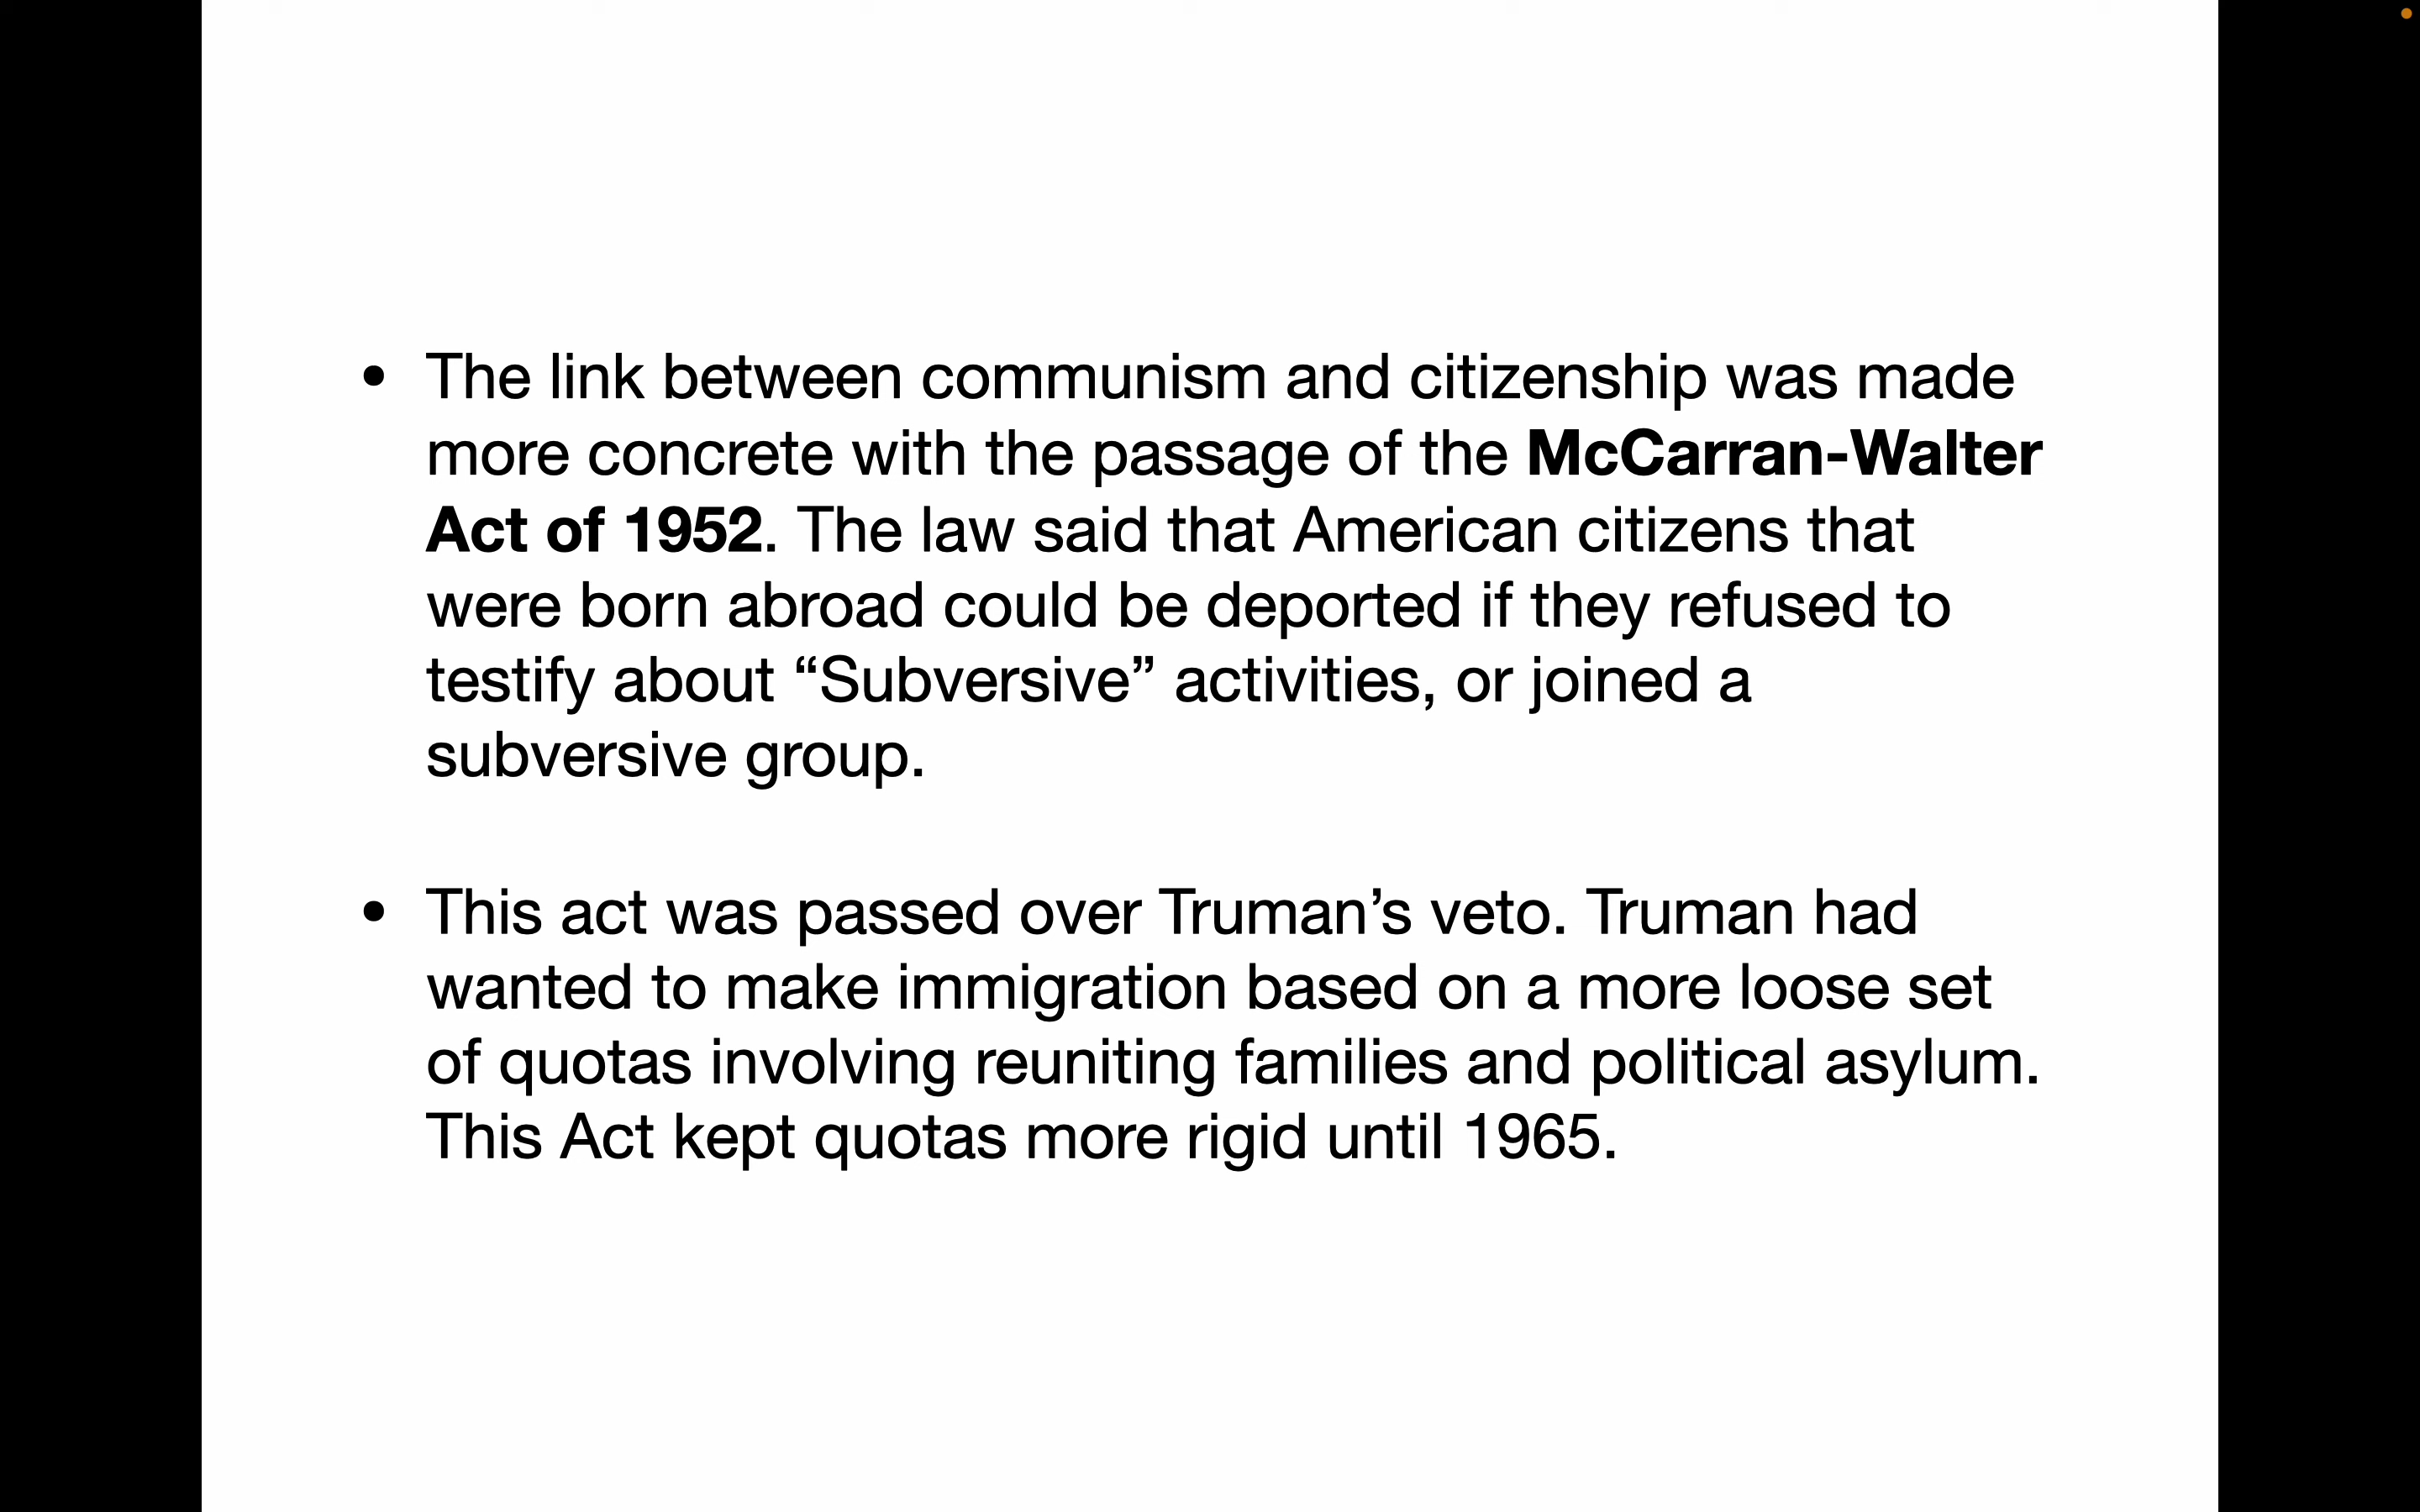 • The link between communism and citizenship was made
more concrete with the passage of the McCarran-Walter
Act of 1952. The law said that American citizens that
were born abroad could be deported if they refused to
testify about “Subversive” activities, or joined a
subversive group.
• This act was passed over Truman’s veto. Truman had
wanted to make immigration based on a more loose set
of quotas involving reuniting families and political asylum.
This Act kept quotas more rigid until 1965.